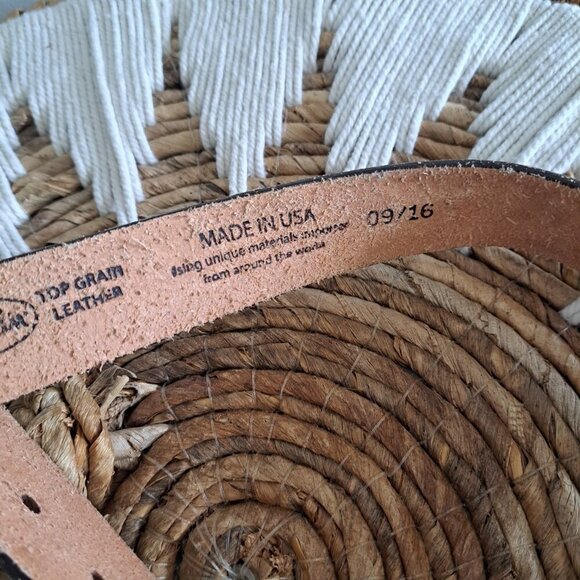 TOP GRAIN
LEATHER
MADE IN USA
using unique materials imported
from around the world
09/16